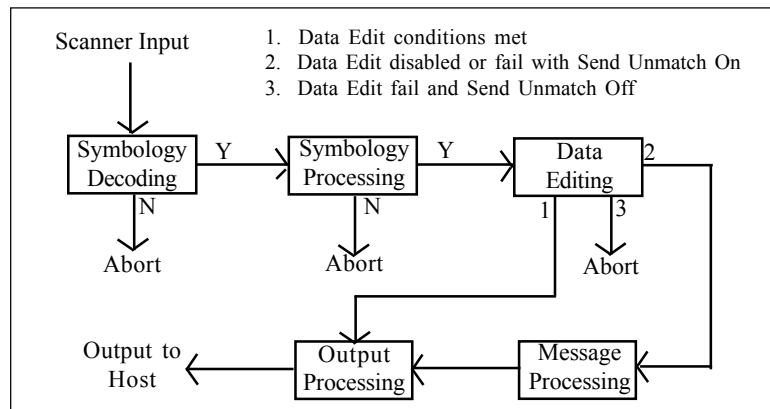 Scanner Input
1. Data Edit conditions met
2. Data Edit disabled or fail with Send Unmatch On
3. Data Edit fail and Send Unmatch Off
Symbology
Decoding
Y
N
Abort
Symbology
Processing
Y
N
Abort
Data
Editing
2
1
3
Abort
Output to
Host
Output
Processing
Message
Processing